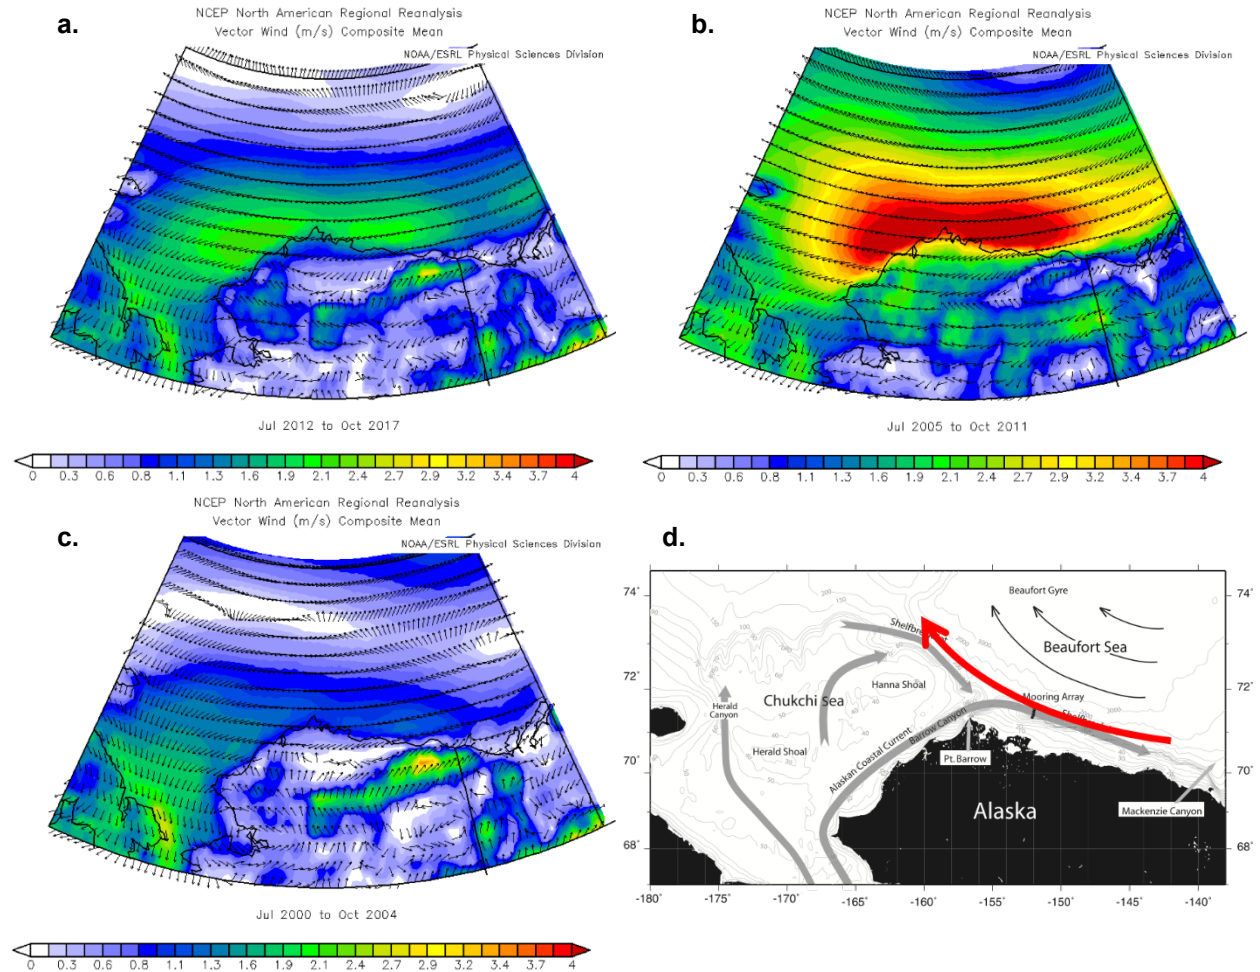 a.
NCEP North American Regional Reanalysis
Vector Wind (m/s) Composite Mean
NOAA/ESRL Physical Sciences Division
Jul 2012 to Oct 2017
0 0.3 0.6 0.8 1.1 1.3 1.6 1.9 2.1 2.4 2.7 2.9 3.2 3.4 3.7 4
b.
NCEP North American Regional Reanalysis
Vector Wind (m/s) Composite Mean
NOAA/ESRL Physical Sciences Division
Jul 2005 to Oct 2011
0 0.3 0.6 0.8 1.1 1.3 1.6 1.9 2.1 2.4 2.7 2.9 3.2 3.4 3.7 4
c.
NCEP North American Regional Reanalysis
Vector Wind (m/s) Composite Mean
NOAA/ESRL Physical Sciences Division
Jul 2000 to Oct 2004
0 0.3 0.6 0.8 1.1 1.3 1.6 1.9 2.1 2.4 2.7 2.9 3.2 3.4 3.7 4
d.
74°
72°
70°
68°
Beaufort Gyre
Beaufort Sea
Hanna Shoal
Mooring Array
Chukchi Sea
Herald
Canyon
Herald Shoal
Alaskan Coastal Current
Barrow Canyon
Pt. Barrow
Alaska
Mackenzie Canyon
74°
72°
70°
68°
-180° -175° -170° -165° -160° -155° -150° -145° -140°